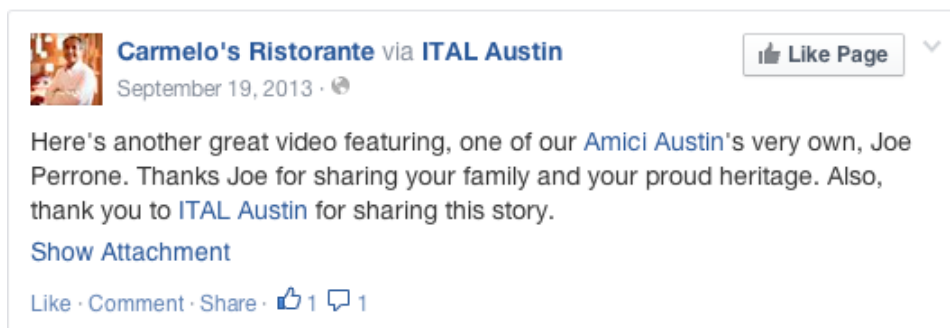 Carmelo's Ristorante via ITAL Austin
Like Page
September 19, 2013 ·
Here's another great video featuring, one of our Amici Austin's very own, Joe
Perrone. Thanks Joe for sharing your family and your proud heritage. Also,
thank you to ITAL Austin for sharing this story.
Show Attachment
Like · Comment · Share · 1 1